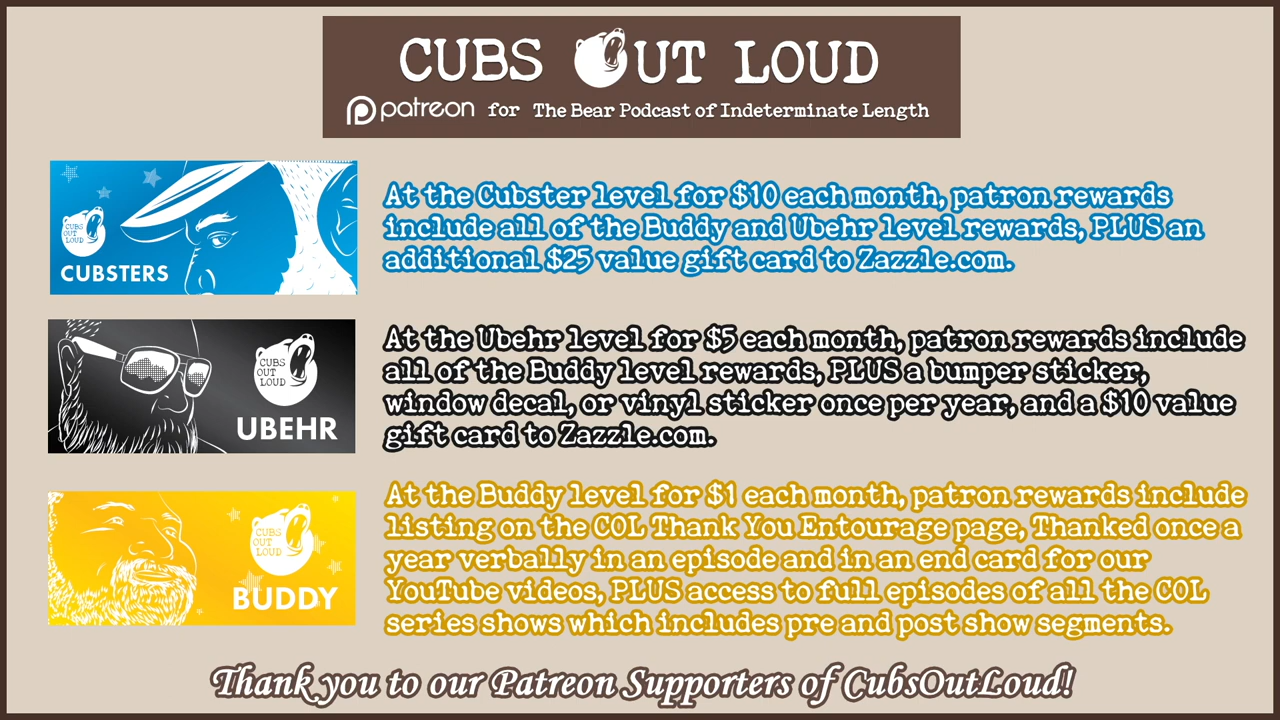 CUBS OUT LOUD
patreon for The Bear Podcast of Indeterminate Length
CUBS
OUT
LOUD
CUBSTERS
At the Cubster level for $10 each month, patron rewards
include all of the Buddy and Ubehr level rewards, PLUS an
additional $25 value gift card to Zazzle.com.
CUBS
OUT
LOUD
UBEHR
At the Ubehr level for $5 each month, patron rewards include
all of the Buddy level rewards, PLUS a bumper sticker,
window decal, or vinyl sticker once per year, and a $10 value
gift card to Zazzle.com.
CUBS
OUT
LOUD
BUDDY
At the Buddy level for $1 each month, patron rewards include
listing on the COL Thank You Entourage page, Thanked once a
year verbally in an episode and in an end card for our
YouTube videos, PLUS access to full episodes of all the COL
series shows which includes pre and post show segments.
Thank you to our Patreon Supporters of CubsOutLoud!